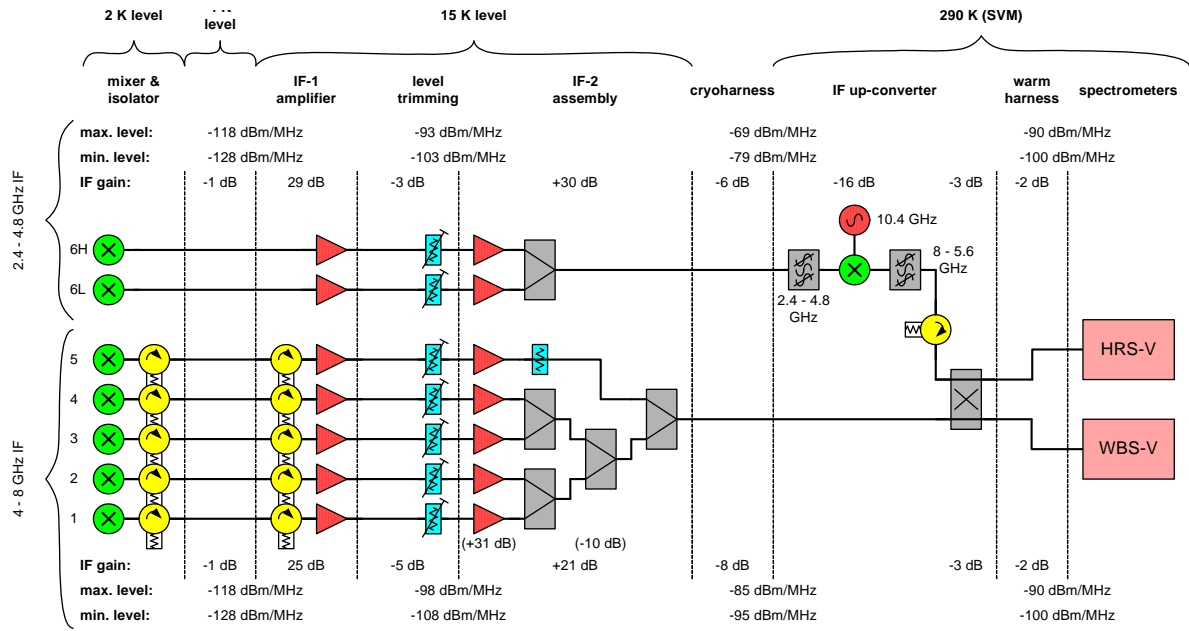 2 K level
level
15 K level
290 K (SVM)
mixer & isolator
IF-1 amplifier
level trimming
IF-2 assembly
cryoharness
IF up-converter
warm harness
spectrometers
max. level: -118 dBm/MHz -93 dBm/MHz -69 dBm/MHz -90 dBm/MHz
min. level: -128 dBm/MHz -103 dBm/MHz -79 dBm/MHz -100 dBm/MHz
IF gain: -1 dB 29 dB -3 dB +30 dB -6 dB -16 dB -3 dB -2 dB
2.4 - 4.8 GHz IF
10.4 GHz
6H
8 - 5.6
GHz
6L
2.4 - 4.8
GHz
5
HRS-V
4
3
WBS-V
2
1
4 - 8 GHz IF
(+31 dB) (-10 dB)
IF gain: -1 dB 25 dB -5 dB +21 dB -8 dB -3 dB -2 dB
max. level: -118 dBm/MHz -98 dBm/MHz -85 dBm/MHz -90 dBm/MHz
min. level: -128 dBm/MHz -108 dBm/MHz -95 dBm/MHz -100 dBm/MHz